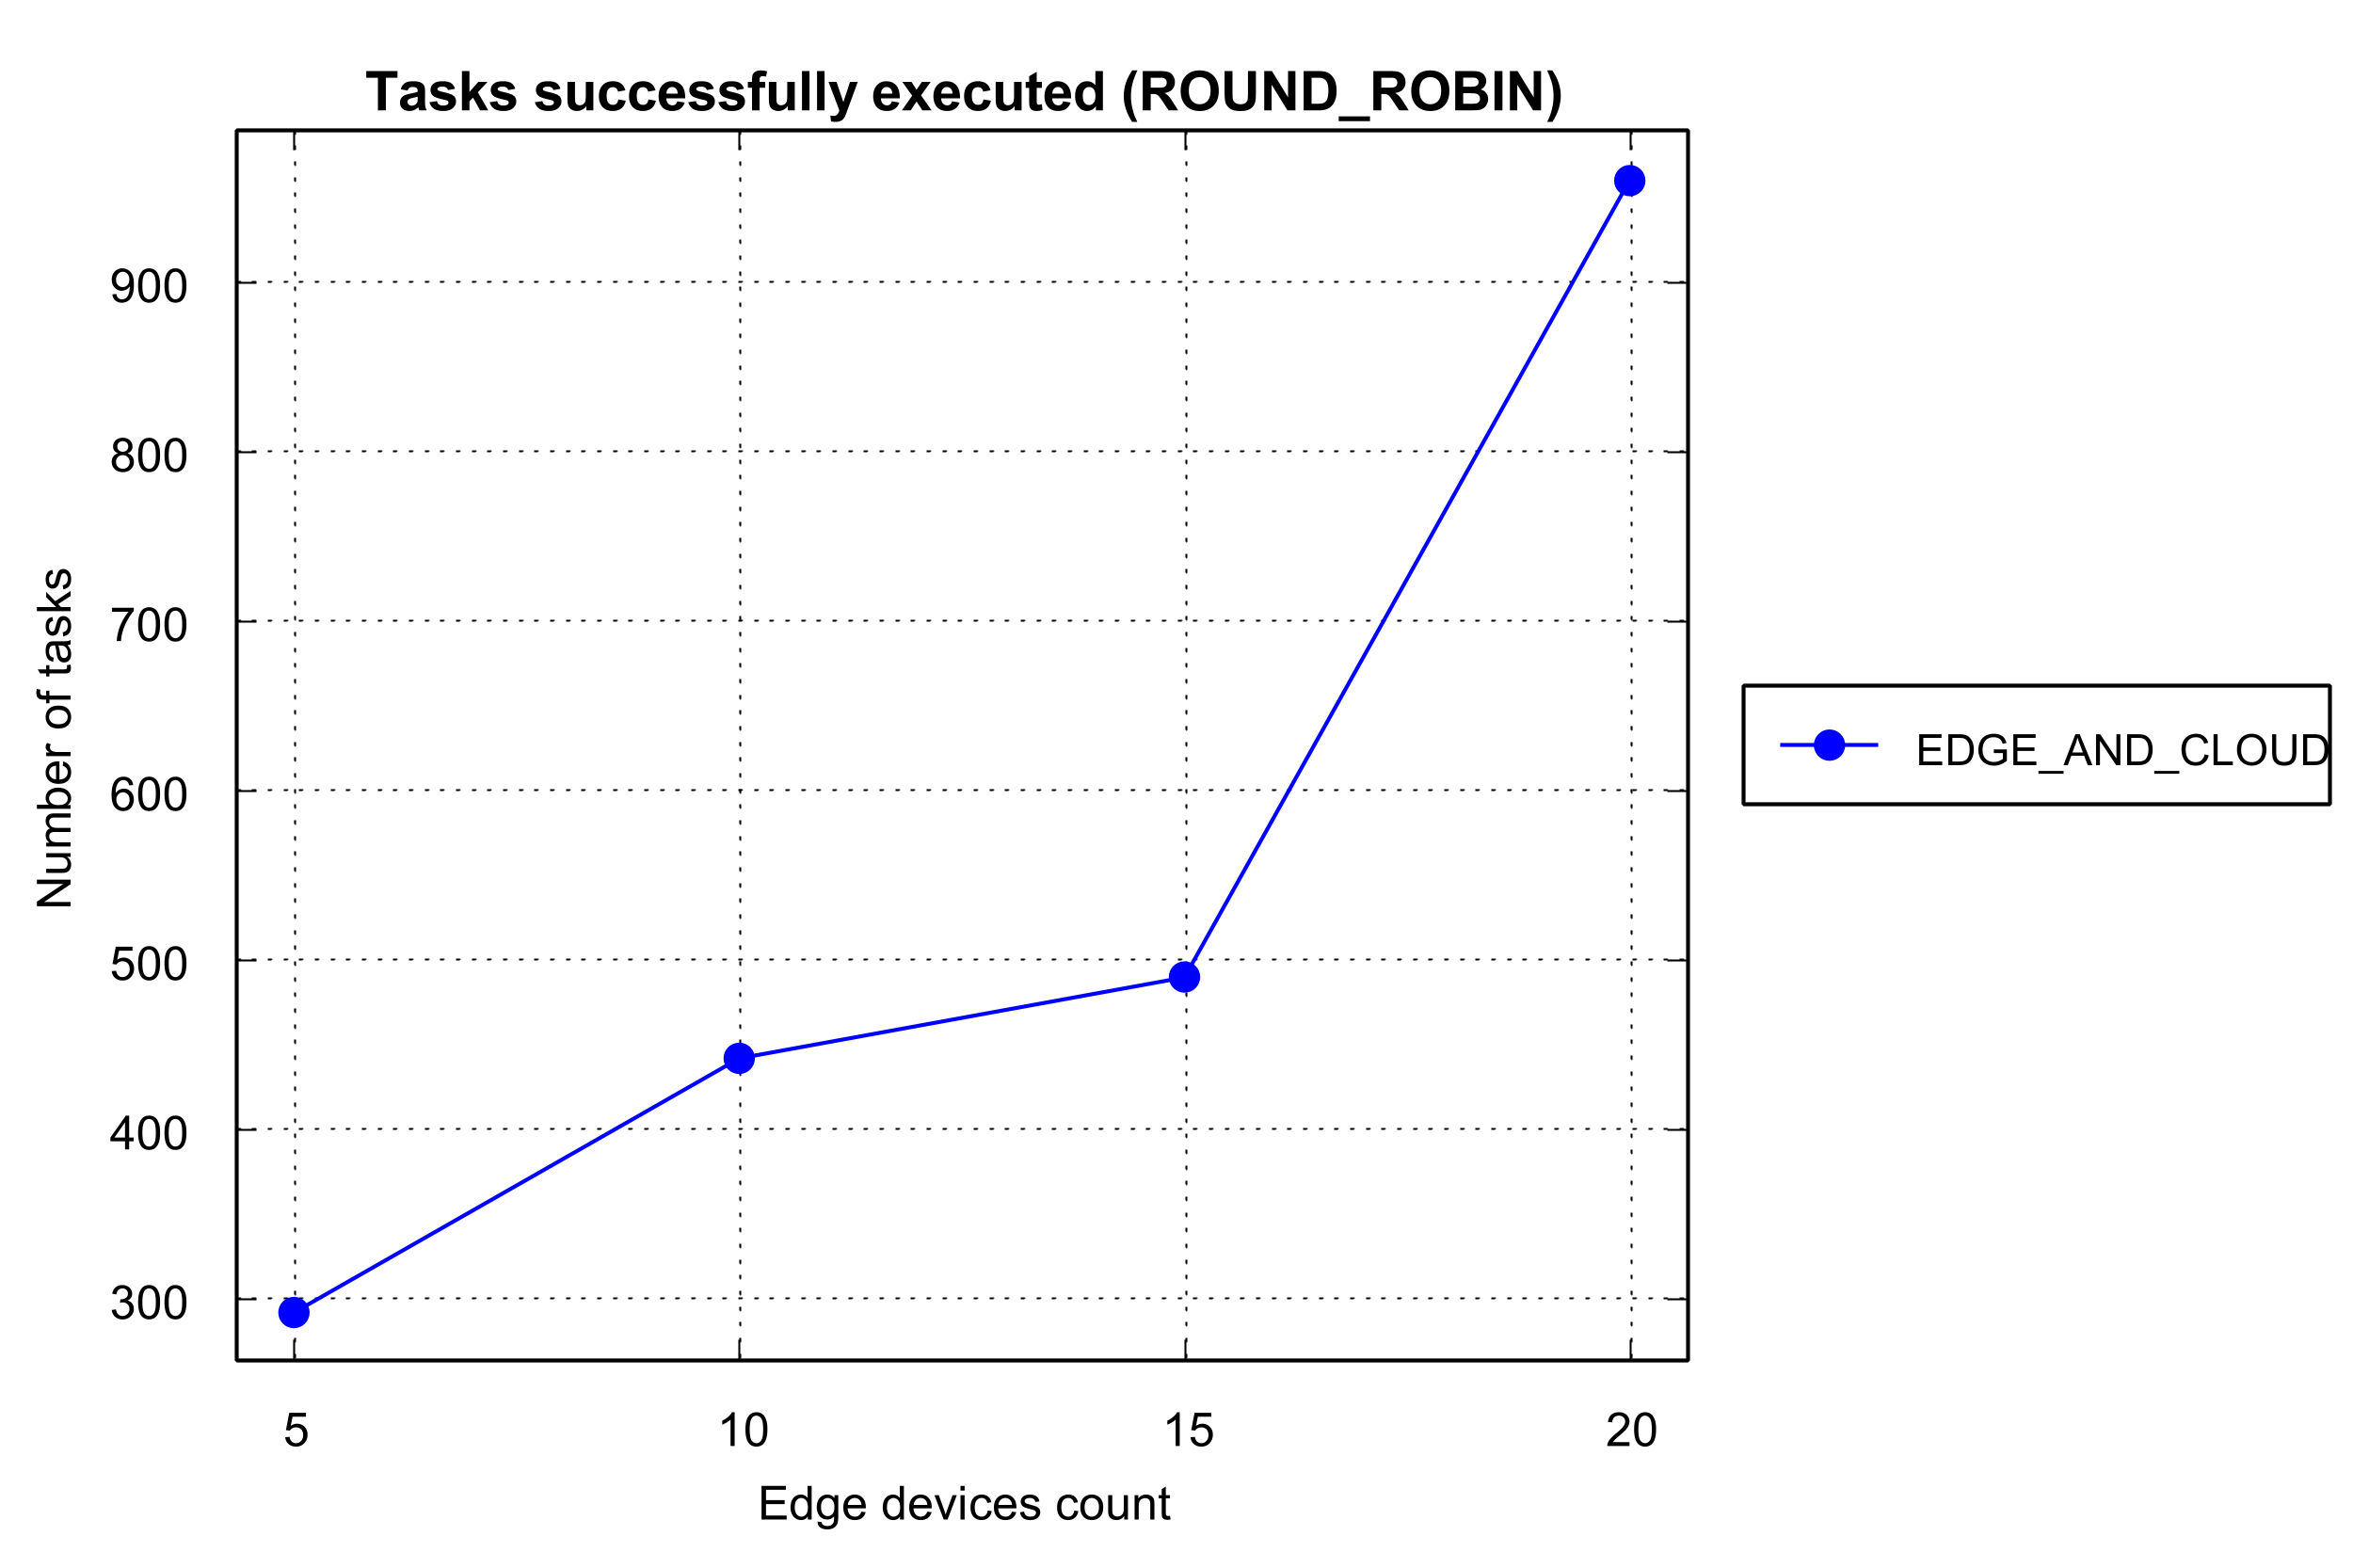 Tasks successfully executed (ROUND_ROBIN)
900
800
700
600
500
400
300
Number of tasks
5 10 15 20
Edge devices count
EDGE_AND_CLOUD